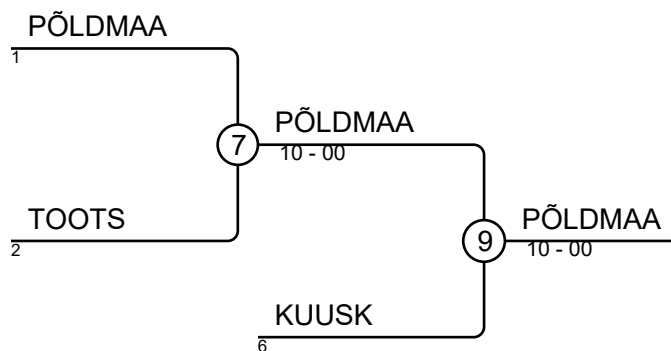 PÕLDMAA
1
7
PÕLDMAA
10 - 00
TOOTS
2
9
PÕLDMAA
10 - 00
KUUSK
6